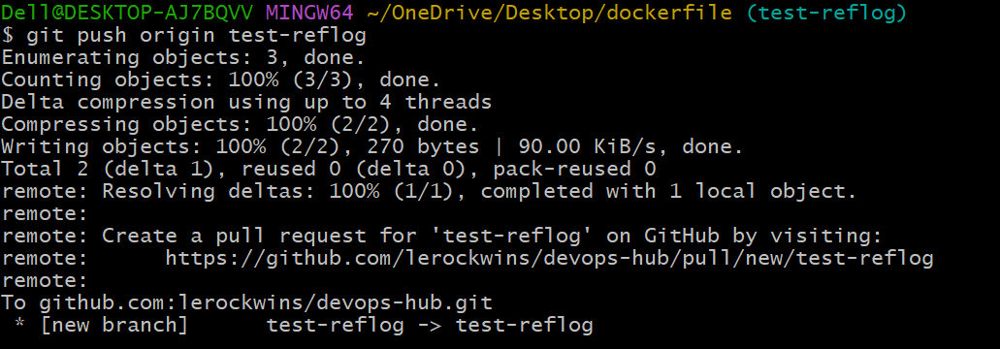 Dell@DESKTOP-AJ7BQVV MINGW64 ~/OneDrive/Desktop/dockerfile (test-reflog)
$ git push origin test-reflog
Enumerating objects: 3, done.
Counting objects: 100% (3/3), done.
Delta compression using up to 4 threads
Compressing objects: 100% (2/2), done.
Writing objects: 100% (2/2), 270 bytes | 90.00 KiB/s, done.
Total 2 (delta 1), reused 0 (delta 0), pack-reused 0
remote: Resolving deltas: 100% (1/1), completed with 1 local object.
remote:
remote: Create a pull request for 'test-reflog' on GitHub by visiting:
remote:      https://github.com/lerockwins/devops-hub/pull/new/test-reflog
remote:
To github.com:lerockwins/devops-hub.git
 * [new branch]      test-reflog -> test-reflog